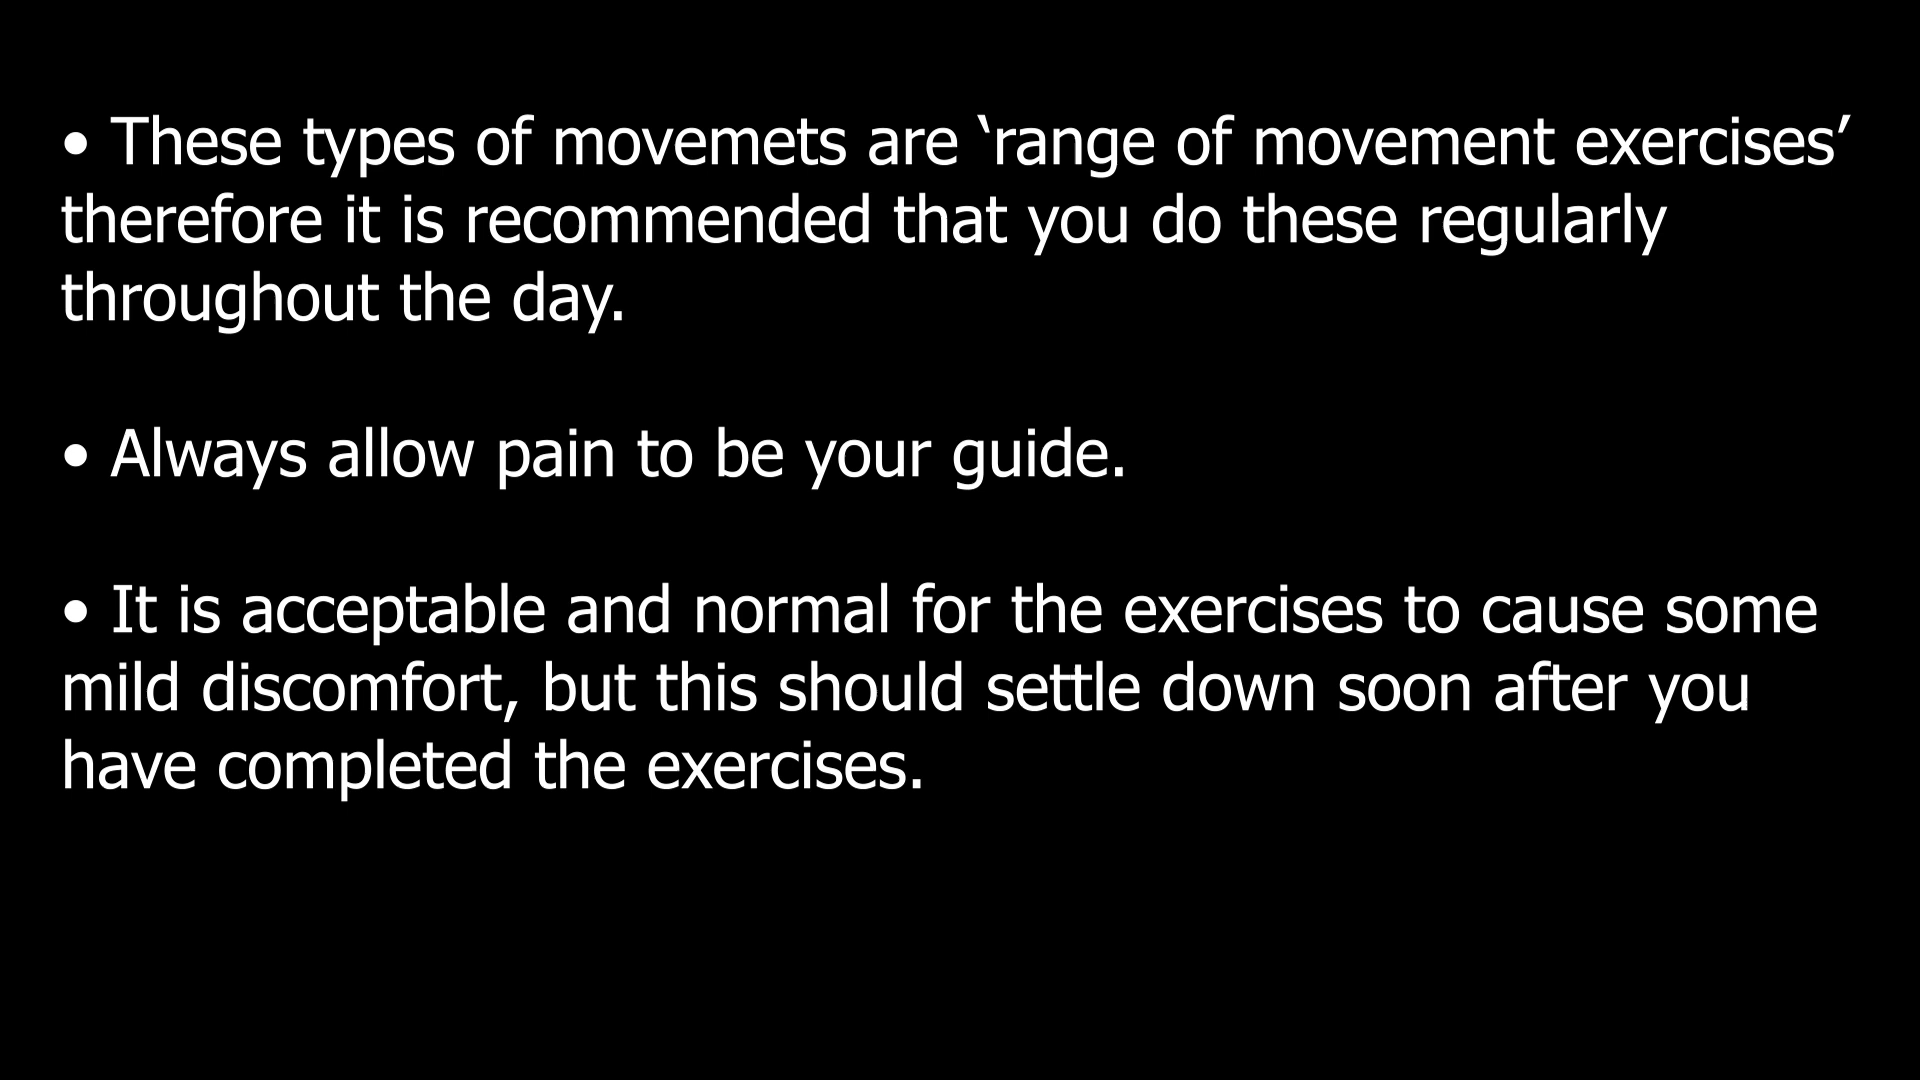 • These types of movemets are ‘range of movement exercises’
therefore it is recommended that you do these regularly
throughout the day.
• Always allow pain to be your guide.
• It is acceptable and normal for the exercises to cause some
mild discomfort, but this should settle down soon after you
have completed the exercises.